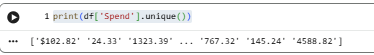 1 print(df['Spend'].unique())
['$102.82' '24.33' '1323.39' ... '767.32' '145.24' '4588.82']